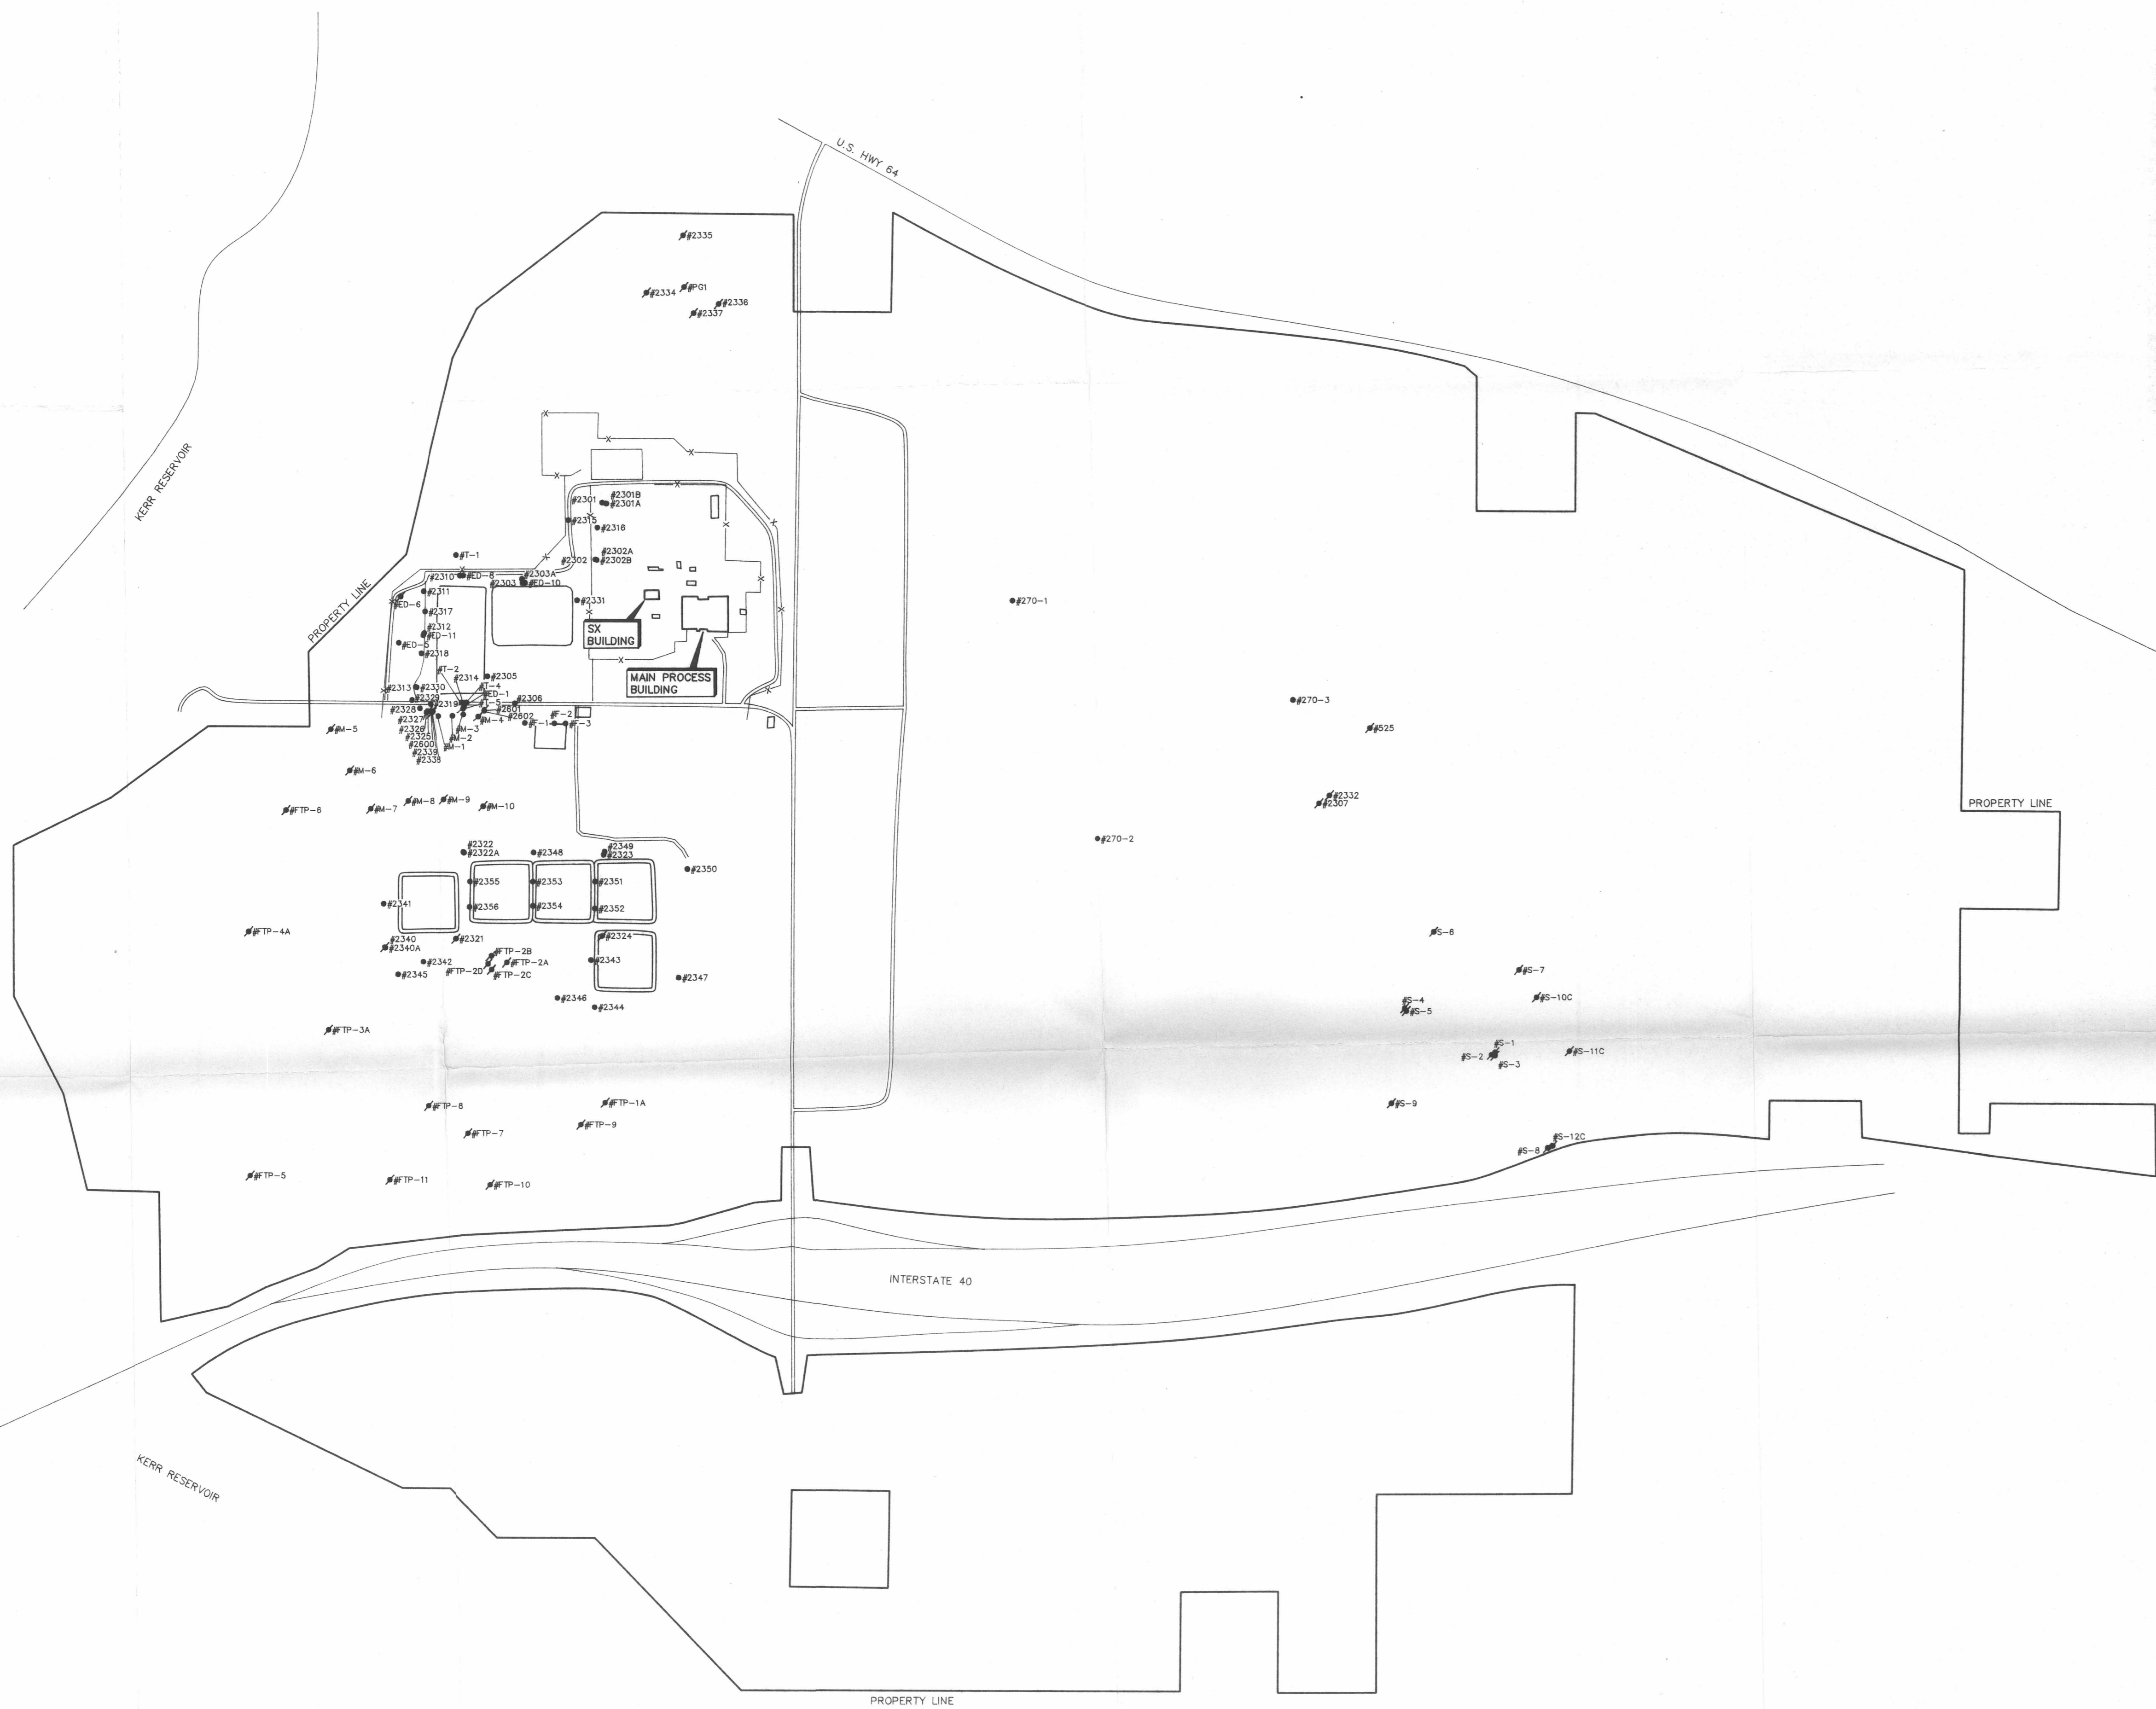 U.S. HWY 64
#2335
#2334
#PG1
#2336
#2337
KERR RESERVOIR
#2301
#2301B
#2301A
#2315
#2316
#2302A
#2302
#2302B
#T-1
#2310
#ED-8
#2303A
#2303
#ED-10
#2311
#ED-6
#2331
#270-1
#2317
PROPERTY LINE
SX
BUILDING
#2312
#ED-11
#ED-5
#2318
#T-2
#2314
#2305
MAIN PROCESS
BUILDING
#2313
#2330
#T-4
#ED-1
#2329
#2319
#T-5
#2306
#270-3
#2328
#2601
#2327
#2602
#M-4
#F-1
#F-2
#F-3
#M-5
#2326
#M-3
#525
#2325
#M-2
#2600
#M-1
#2339
#2338
#M-6
#2332
#2307
PROPERTY LINE
#FTP-6
#M-7
#M-8
#M-9
#M-10
#270-2
#2322
#2322A
#2348
#2349
#2323
#2350
#2355
#2353
#2351
#2341
#2356
#2354
#2352
#FTP-4A
#2340
#2340A
#2321
#2324
#S-6
#FTP-2B
#2342
#FTP-2A
#2343
#2345
#FTP-2D
#FTP-2C
#2347
#S-7
#2346
#2344
#S-10C
#S-4
#S-5
#FTP-3A
#S-1
#S-2
#S-3
#S-11C
#FTP-8
#FTP-1A
#S-9
#FTP-9
#FTP-7
#S-12C
#S-8
#FTP-5
#FTP-11
#FTP-10
INTERSTATE 40
KERR RESERVOIR
PROPERTY LINE